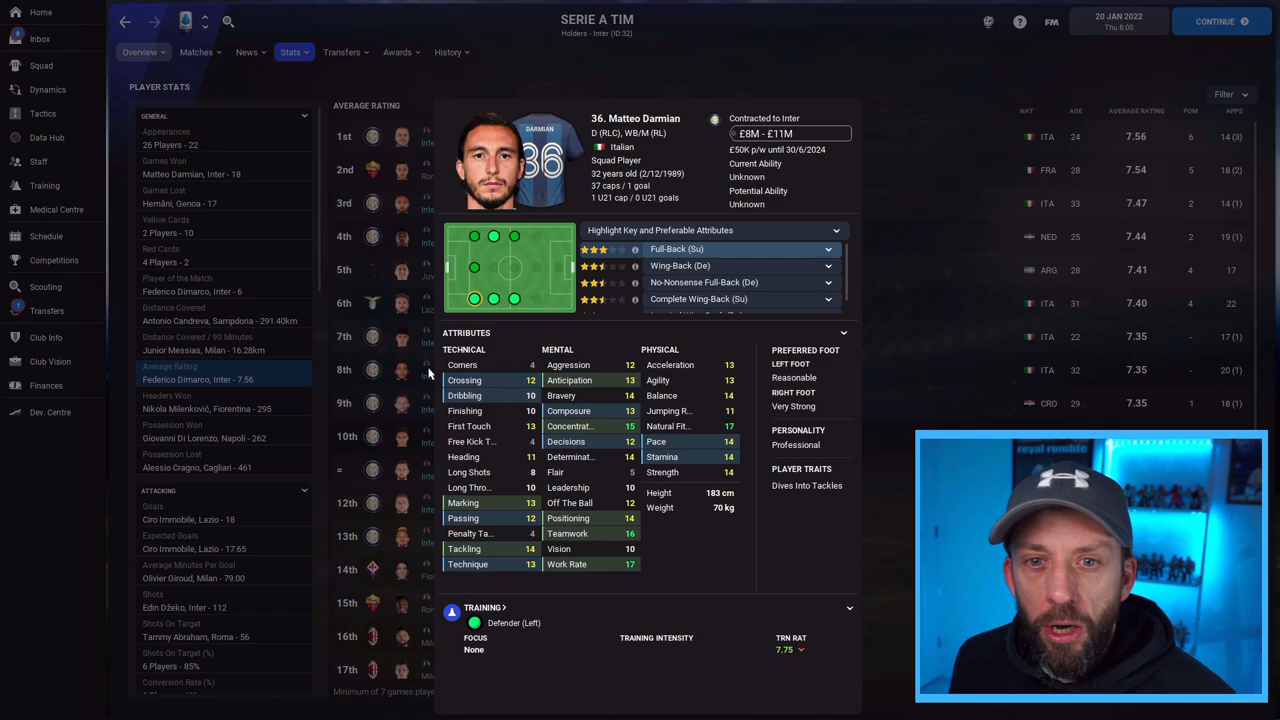 Home
Inbox
Squad
Dynamics
Tactics
Data Hub
Staff
Training
Medical Centre
Schedule
Competitions
Scouting
Transfers
Club Info
Club Vision
Finances
Dev. Centre
SERIE A TIM
Holders - Inter (ID:32)
FM
20 JAN 2022
Thu 8:00
CONTINUE
Overview
Matches
News
Stats
Transfers
Awards
History
PLAYER STATS
Filter
GENERAL
Appearances
26 Players - 22
Games Won
Matteo Darmian, Inter - 18
Games Lost
Hernâni, Genoa - 17
Yellow Cards
2 Players - 10
Red Cards
4 Players - 2
Player of the Match
Federico Dimarco, Inter - 6
Distance Covered
Antonio Candreva, Sampdoria - 291.40km
Distance Covered / 90 Minutes
Junior Messias, Milan - 16.28km
Average Rating
Federico Dimarco, Inter - 7.56
Headers Won
Nikola Milenković, Fiorentina - 295
Possession Won
Giovanni Di Lorenzo, Napoli - 262
Possession Lost
Alessio Cragno, Cagliari - 461
ATTACKING
Goals
Ciro Immobile, Lazio - 18
Expected Goals
Ciro Immobile, Lazio - 17.65
Average Minutes Per Goal
Olivier Giroud, Milan - 79.00
Shots
Edin Džeko, Inter - 112
Shots On Target
Tammy Abraham, Roma - 56
Shots On Target (%)
6 Players - 85%
Conversion Rate (%)
AVERAGE RATING
1st
2nd
3rd
4th
5th
6th
7th
8th
9th
10th
=
12th
13th
14th
15th
16th
17th
Minimum of 7 games playe
36. Matteo Darmian
D (RLC), WB/M (RL)
Italian
Squad Player
32 years old (2/12/1989)
37 caps / 1 goal
1 U21 cap / 0 U21 goals
DARMIAN
36
Contracted to Inter
£8M - £11M
£50K p/w until 30/6/2024
Current Ability
Unknown
Potential Ability
Unknown
Highlight Key and Preferable Attributes
Full-Back (Su)
Wing-Back (De)
No-Nonsense Full-Back (De)
Complete Wing-Back (Su)
ATTRIBUTES
TECHNICAL
Corners 4
Crossing 12
Dribbling 10
Finishing 10
First Touch 13
Free Kick T... 4
Heading 11
Long Shots 8
Long Thro... 10
Marking 13
Passing 12
Penalty Ta... 4
Tackling 14
Technique 13
MENTAL
Aggression 12
Anticipation 13
Bravery 14
Composure 13
Concentrat... 15
Decisions 12
Determinat... 14
Flair 5
Leadership 10
Off The Ball 12
Positioning 14
Teamwork 16
Vision 10
Work Rate 17
PHYSICAL
Acceleration 13
Agility 13
Balance 14
Jumping R... 11
Natural Fit... 17
Pace 14
Stamina 14
Strength 14
Height 183 cm
Weight 70 kg
PREFERRED FOOT
LEFT FOOT
Reasonable
RIGHT FOOT
Very Strong
PERSONALITY
Professional
PLAYER TRAITS
Dives Into Tackles
TRAINING
Defender (Left)
FOCUS TRAINING INTENSITY TRN RAT
None 7.75
NAT AGE AVERAGE RATING POM APPS
ITA 24 7.56 6 14 (3)
FRA 28 7.54 5 18 (2)
ITA 33 7.47 2 14 (1)
NED 25 7.44 2 19 (1)
ARG 28 7.41 4 17
ITA 31 7.40 4 22
ITA 22 7.35 - 17 (1)
ITA 32 7.35 - 20 (1)
CRO 29 7.35 1 18 (1)
royal rumble